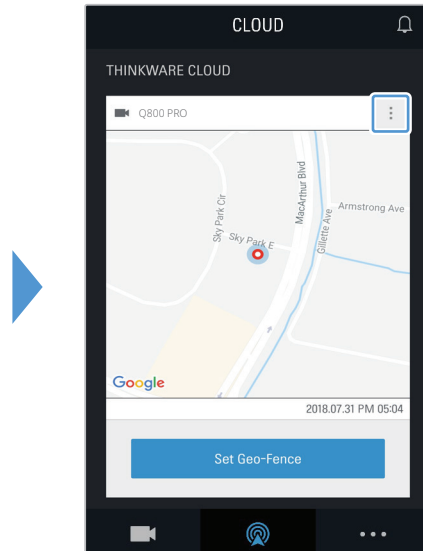 CLOUD
THINKWARE CLOUD
Q800 PRO
MacArthur Blvd
Sky Park Cir
Armstrong Ave
Gillette Ave
Sky Park E
Google
2018.07.31 PM 05:04
Set Geo-Fence